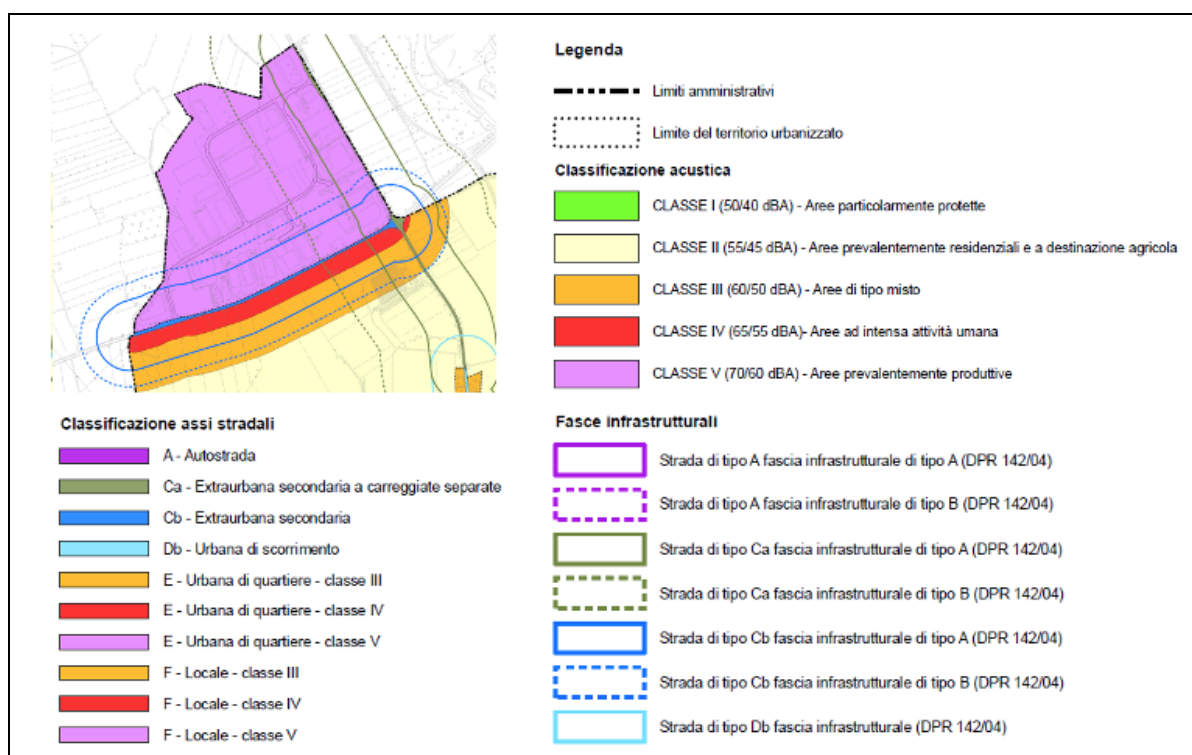 Legenda
Limiti amministrativi
Limite del territorio urbanizzato
Classificazione acustica
CLASSE I (50/40 dBA) - Aree particolarmente protette
CLASSE II (55/45 dBA) - Aree prevalentemente residenziali e a destinazione agricola
CLASSE III (60/50 dBA) - Aree di tipo misto
CLASSE IV (65/55 dBA)- Aree ad intensa attività umana
CLASSE V (70/60 dBA) - Aree prevalentemente produttive
Classificazione assi stradali
A - Autostrada
Ca - Extraurbana secondaria a carreggiate separate
Cb - Extraurbana secondaria
Db - Urbana di scorrimento
E - Urbana di quartiere - classe III
E - Urbana di quartiere - classe IV
E - Urbana di quartiere - classe V
F - Locale - classe III
F - Locale - classe IV
F - Locale - classe V
Fasce infrastrutturali
Strada di tipo A fascia infrastrutturale di tipo A (DPR 142/04)
Strada di tipo A fascia infrastrutturale di tipo B (DPR 142/04)
Strada di tipo Ca fascia infrastrutturale di tipo A (DPR 142/04)
Strada di tipo Ca fascia infrastrutturale di tipo B (DPR 142/04)
Strada di tipo Cb fascia infrastrutturale di tipo A (DPR 142/04)
Strada di tipo Cb fascia infrastrutturale di tipo B (DPR 142/04)
Strada di tipo Db fascia infrastrutturale (DPR 142/04)